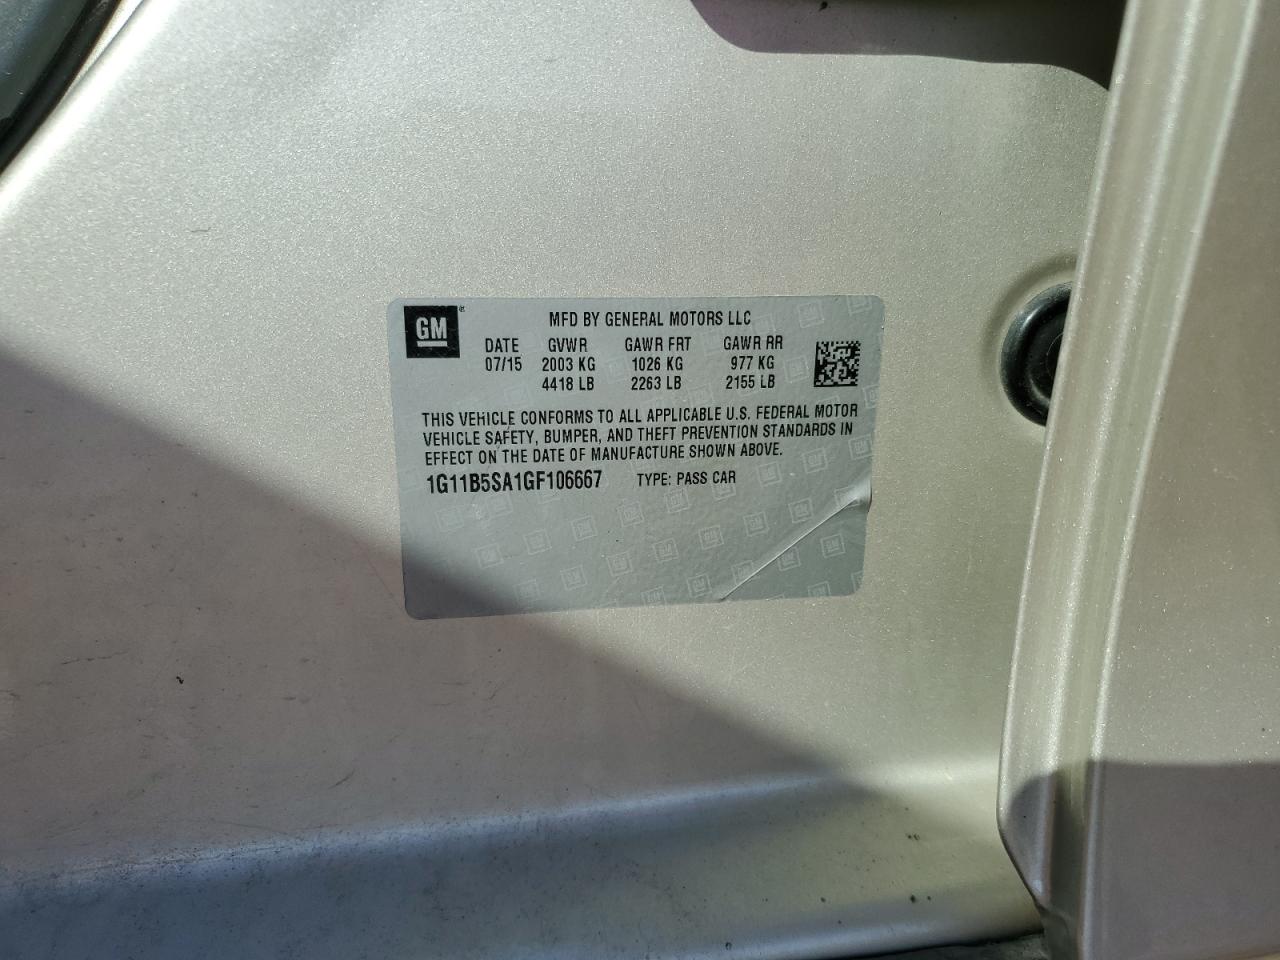 GM
MFD BY GENERAL MOTORS LLC
DATE GVWR GAWR FRT GAWR RR
07/15 2003 KG 1026 KG 977 KG
4418 LB 2263 LB 2155 LB
THIS VEHICLE CONFORMS TO ALL APPLICABLE U.S. FEDERAL MOTOR
VEHICLE SAFETY, BUMPER, AND THEFT PREVENTION STANDARDS IN
EFFECT ON THE DATE OF MANUFACTURE SHOWN ABOVE.
1G11B5SA1GF106667 TYPE: PASS CAR